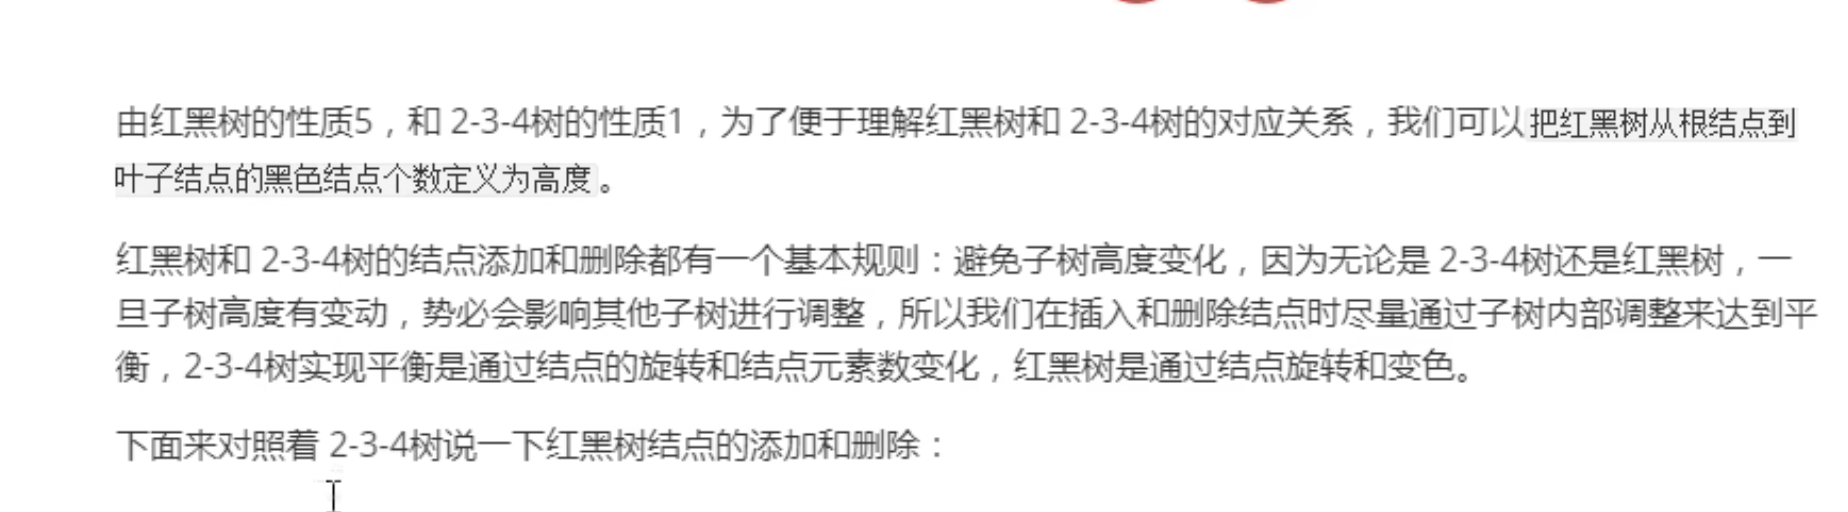 由红黑树的性质5，和 2-3-4树的性质1，为了便于理解红黑树和 2-3-4树的对应关系，我们可以把红黑树从根结点到
叶子结点的黑色结点个数定义为高度。
红黑树和 2-3-4树的结点添加和删除都有一个基本规则：避免子树高度变化，因为无论是 2-3-4树还是红黑树，一
旦子树高度有变动，势必会影响其他子树进行调整，所以我们在插入和删除结点时尽量通过子树内部调整来达到平
衡，2-3-4树实现平衡是通过结点的旋转和结点元素数变化，红黑树是通过结点旋转和变色。
下面来对照着 2-3-4树说一下红黑树结点的添加和删除：